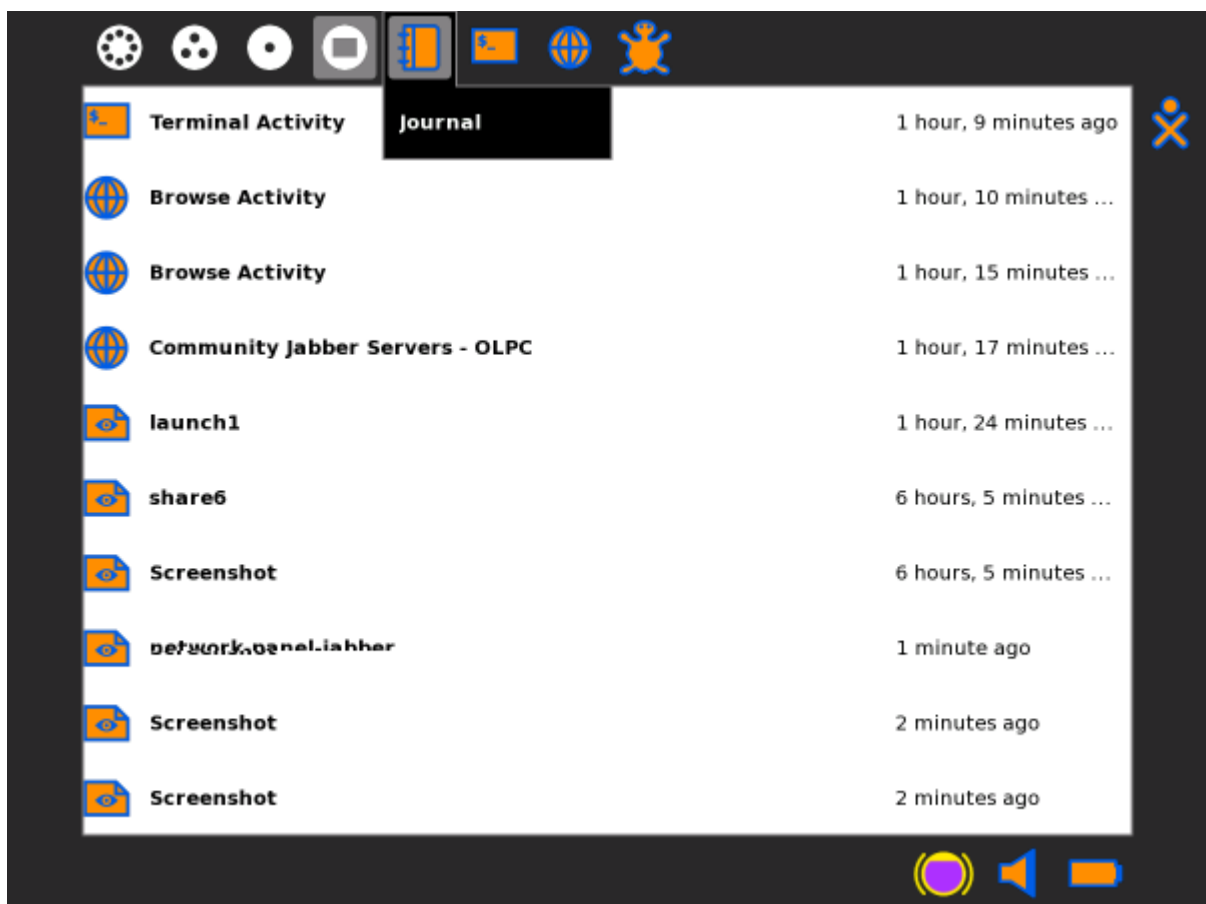 $_
$_ Terminal Activity Journal 1 hour, 9 minutes ago
Browse Activity 1 hour, 10 minutes ...
Browse Activity 1 hour, 15 minutes ...
Community Jabber Servers - OLPC 1 hour, 17 minutes ...
launch1 1 hour, 24 minutes ...
share6 6 hours, 5 minutes ...
Screenshot 6 hours, 5 minutes ...
1 minute ago
Screenshot 2 minutes ago
Screenshot 2 minutes ago